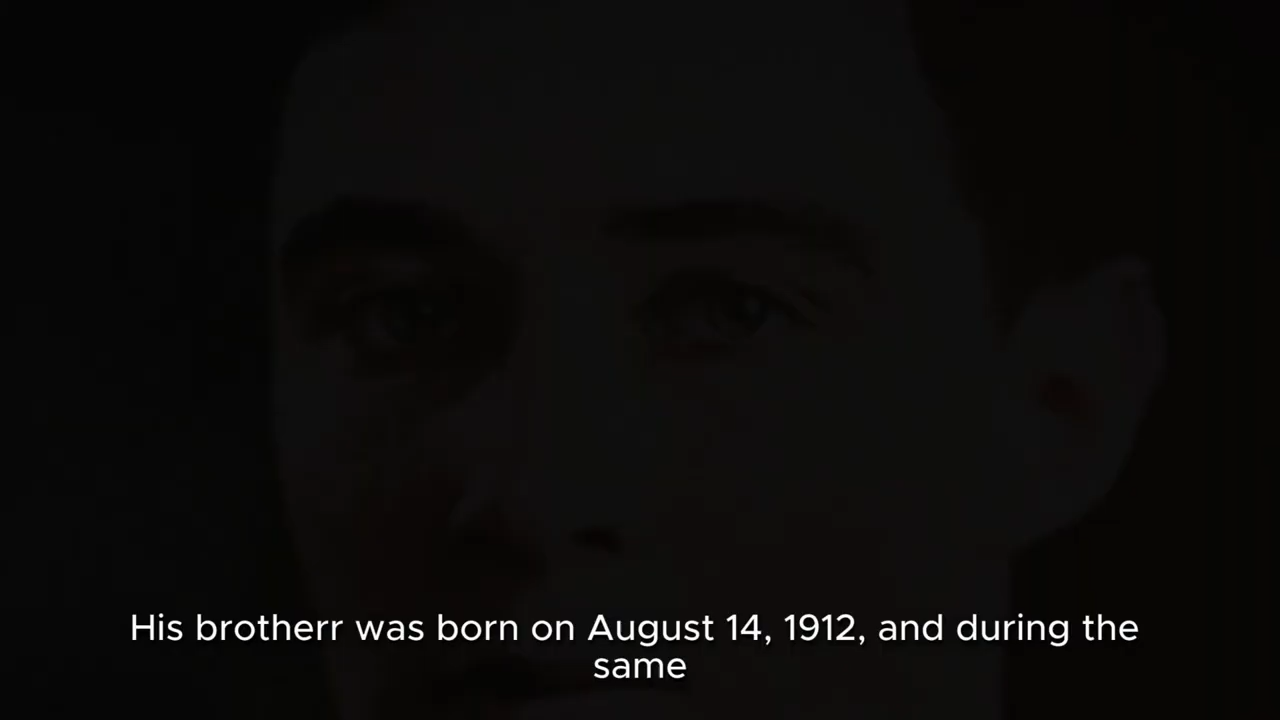 His brotherr was born on August 14, 1912, and during the
same